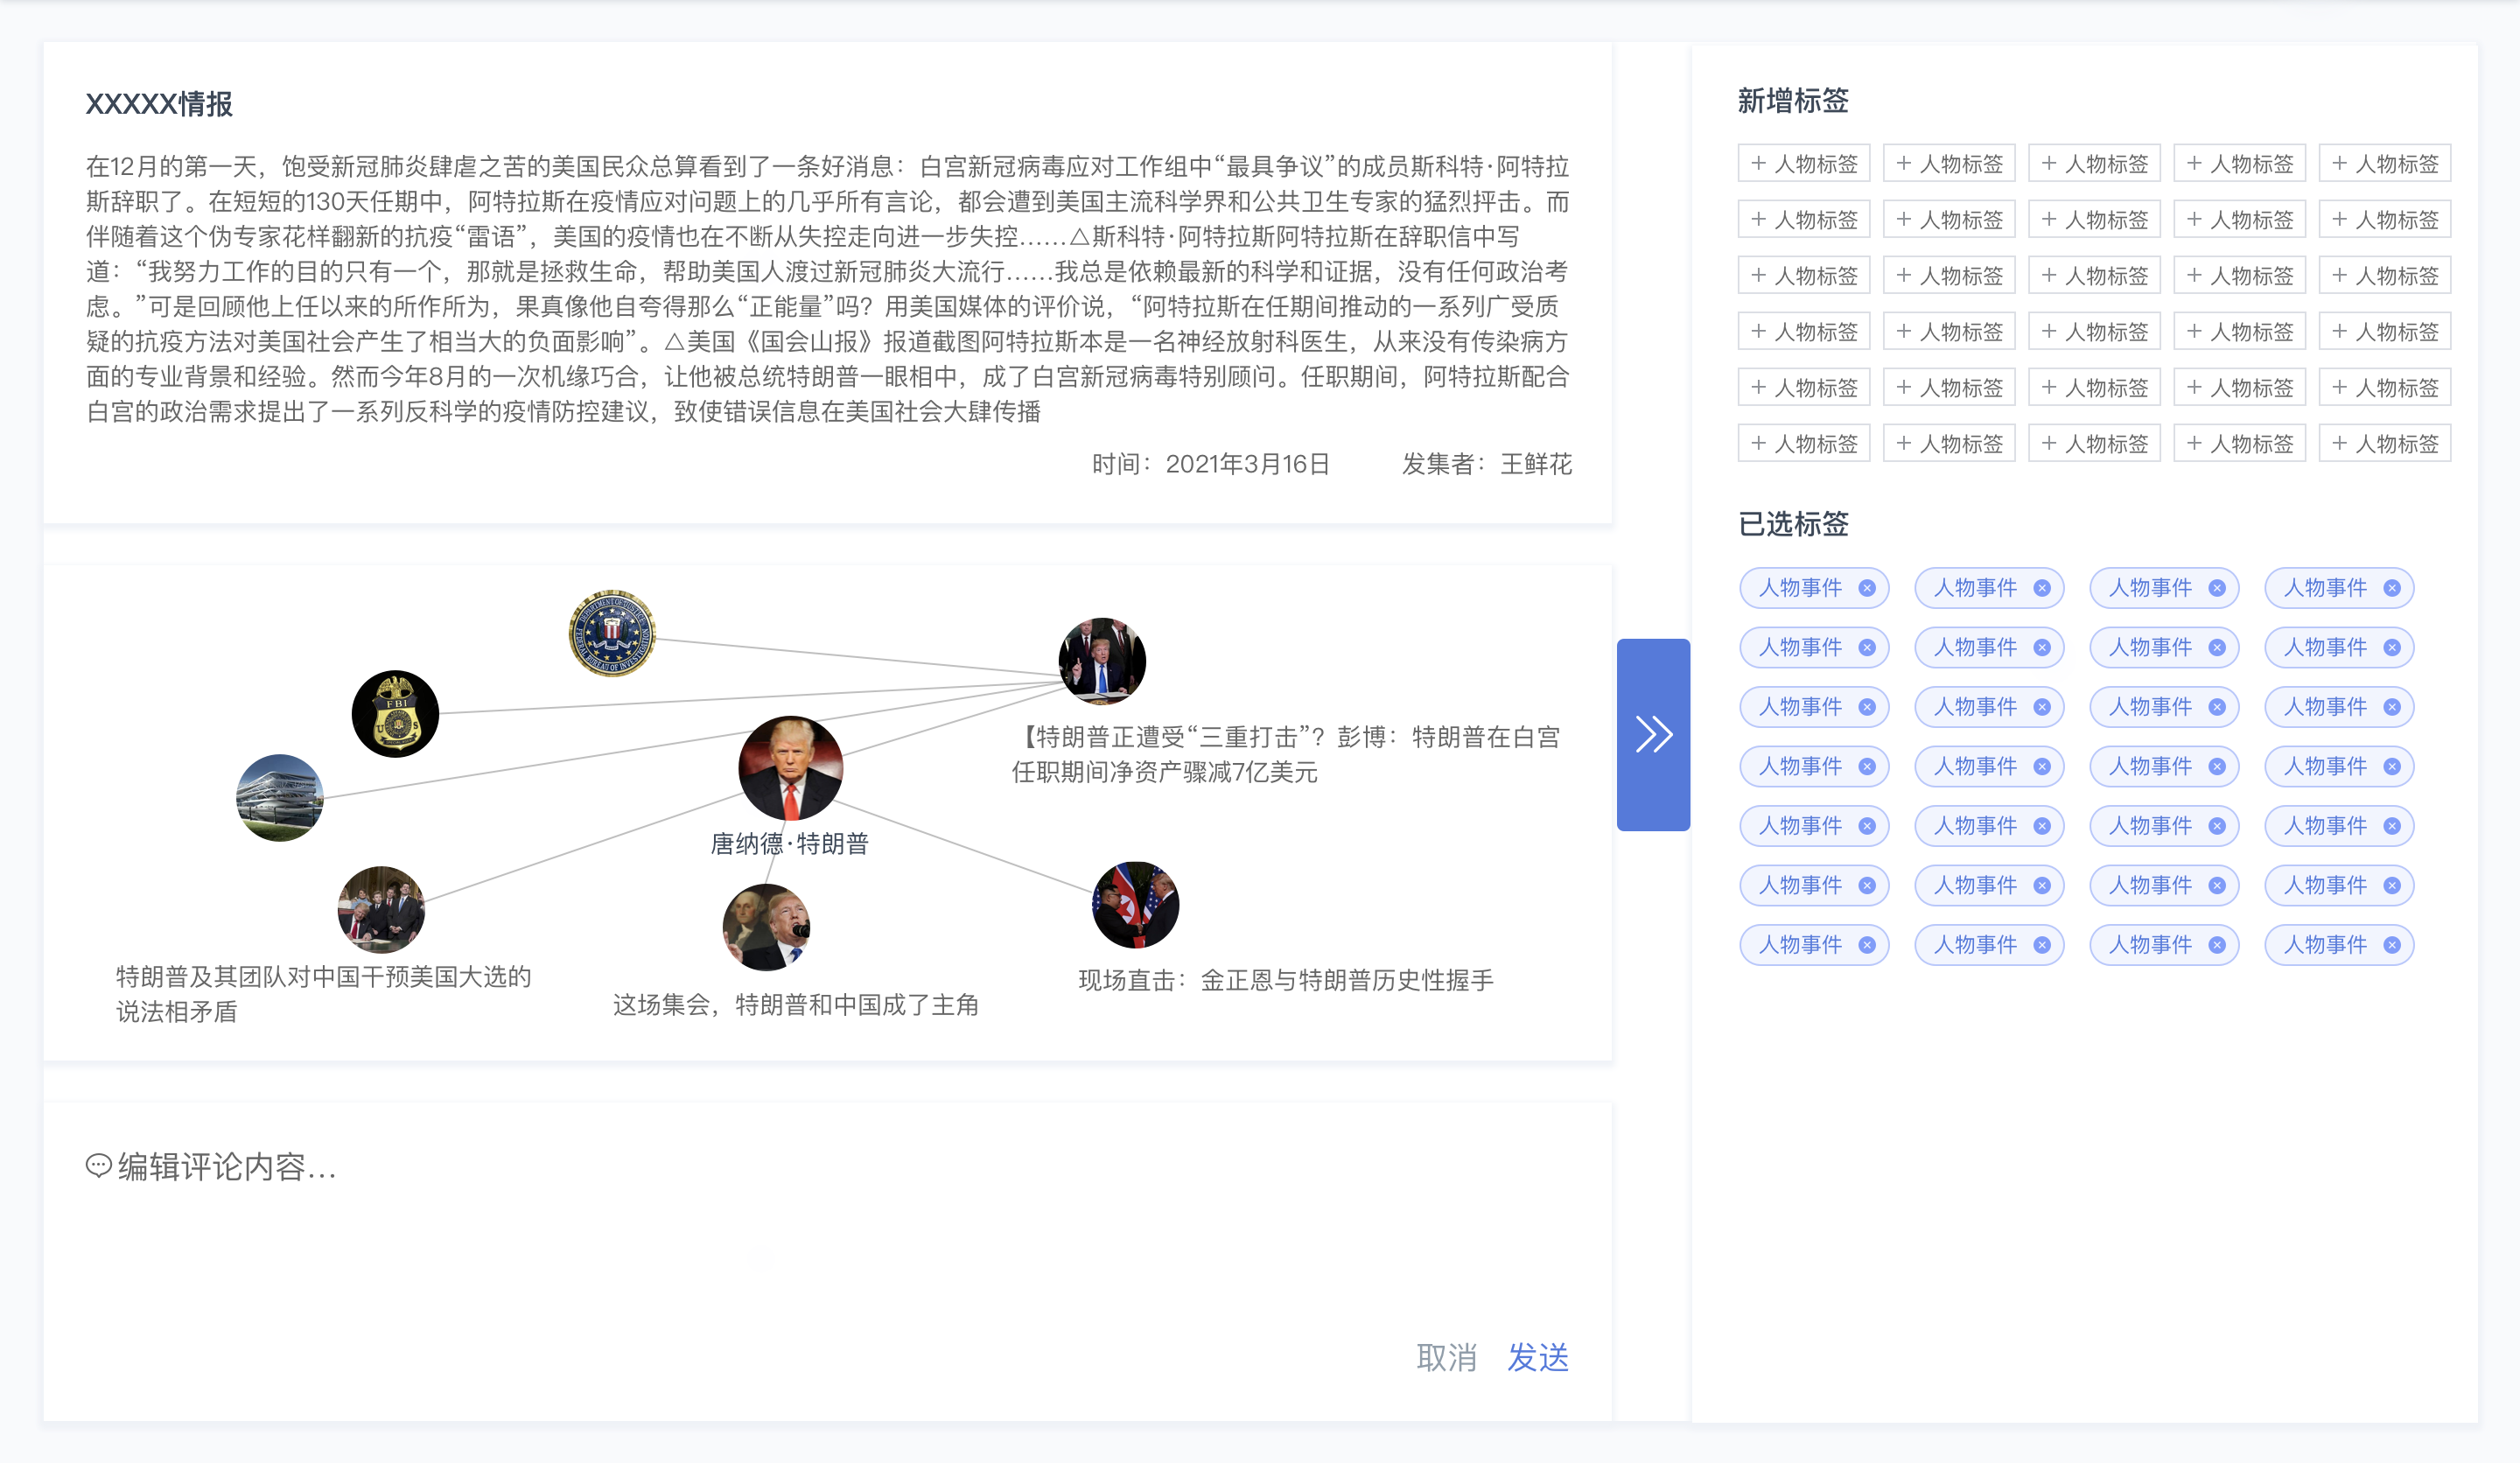 XXXXX情报
在12月的第一天，饱受新冠肺炎肆虐之苦的美国民众总算看到了一条好消息：白宫新冠病毒应对工作组中“最具争议”的成员斯科特·阿特拉
斯辞职了。在短短的130天任期中，阿特拉斯在疫情应对问题上的几乎所有言论，都会遭到美国主流科学界和公共卫生专家的猛烈抨击。而
伴随着这个伪专家花样翻新的抗疫“雷语”，美国的疫情也在不断从失控走向进一步失控……△斯科特·阿特拉斯阿特拉斯在辞职信中写
道：“我努力工作的目的只有一个，那就是拯救生命，帮助美国人渡过新冠肺炎大流行……我总是依赖最新的科学和证据，没有任何政治考
虑。”可是回顾他上任以来的所作所为，果真像他自夸得那么“正能量”吗？用美国媒体的评价说，“阿特拉斯在任期间推动的一系列广受质
疑的抗疫方法对美国社会产生了相当大的负面影响”。△美国《国会山报》报道截图阿特拉斯本是一名神经放射科医生，从来没有传染病方
面的专业背景和经验。然而今年8月的一次机缘巧合，让他被总统特朗普一眼相中，成了白宫新冠病毒特别顾问。任职期间，阿特拉斯配合
白宫的政治需求提出了一系列反科学的疫情防控建议，致使错误信息在美国社会大肆传播
时间：2021年3月16日 发集者：王鲜花
FBI
U S
【特朗普正遭受“三重打击”？彭博：特朗普在白宫
任职期间净资产骤减7亿美元
唐纳德·特朗普
特朗普及其团队对中国干预美国大选的
说法相矛盾
这场集会，特朗普和中国成了主角
现场直击：金正恩与特朗普历史性握手
编辑评论内容...
取消 发送
新增标签
+ 人物标签 + 人物标签 + 人物标签 + 人物标签 + 人物标签
+ 人物标签 + 人物标签 + 人物标签 + 人物标签 + 人物标签
+ 人物标签 + 人物标签 + 人物标签 + 人物标签 + 人物标签
+ 人物标签 + 人物标签 + 人物标签 + 人物标签 + 人物标签
+ 人物标签 + 人物标签 + 人物标签 + 人物标签 + 人物标签
+ 人物标签 + 人物标签 + 人物标签 + 人物标签 + 人物标签
已选标签
人物事件 人物事件 人物事件 人物事件
人物事件 人物事件 人物事件 人物事件
人物事件 人物事件 人物事件 人物事件
人物事件 人物事件 人物事件 人物事件
人物事件 人物事件 人物事件 人物事件
人物事件 人物事件 人物事件 人物事件
人物事件 人物事件 人物事件 人物事件